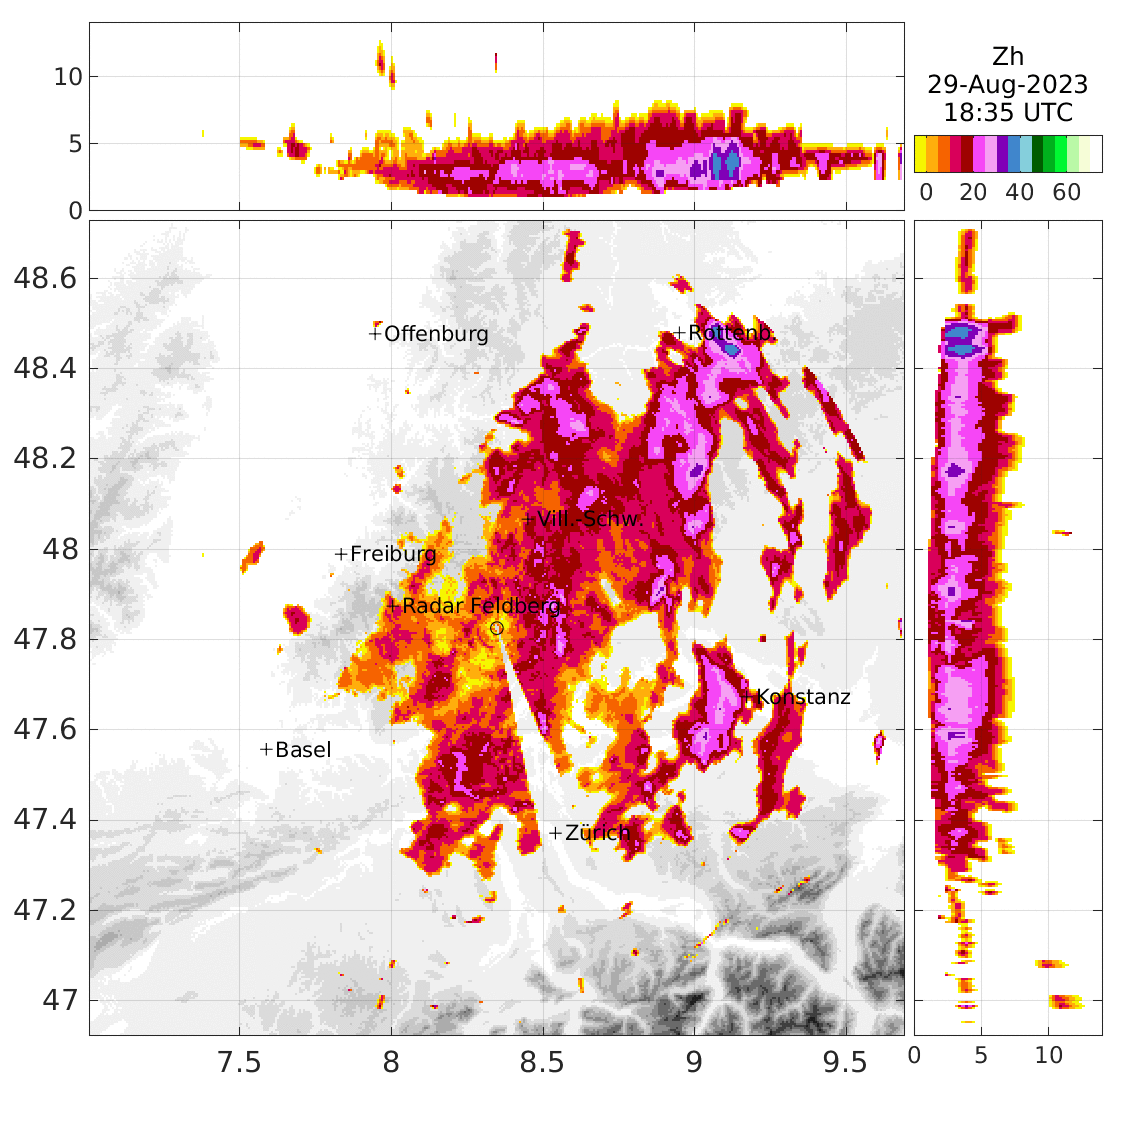 Zh
29-Aug-2023
18:35 UTC
0 20 40 60
10
5
0
48.6
48.4
48.2
48
47.8
47.6
47.4
47.2
47
+Offenburg
+Rottenb.
+Vill.-Schw.
+Freiburg
+Radar Feldberg
+Konstanz
+Basel
+Zürich
7.5 8 8.5 9 9.5
0 5 10